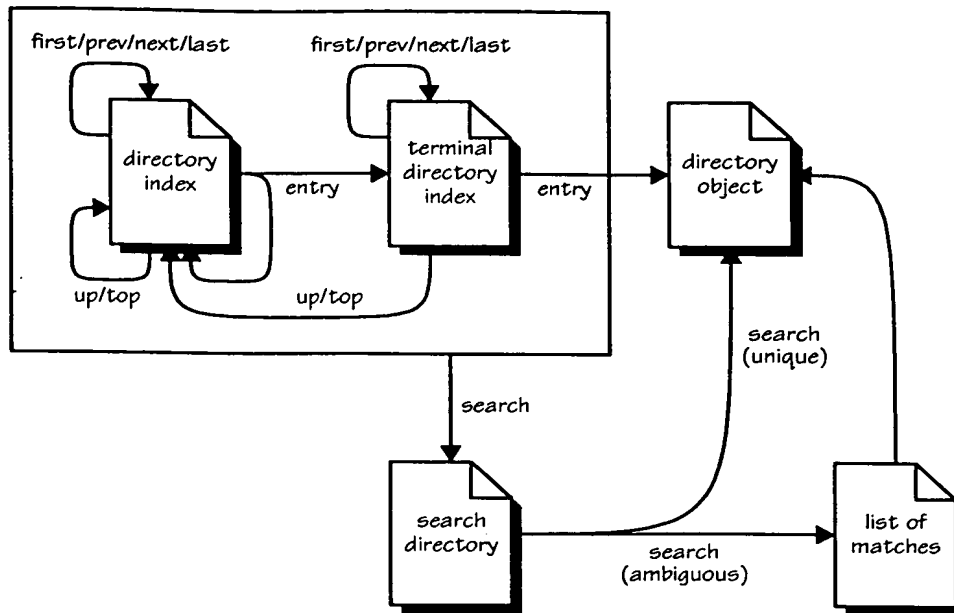 first/prev/next/last
first/prev/next/last
directory
index
terminal
directory
index
directory
object
entry
entry
up/top
up/top
search
(unique)
search
search
directory
search
(ambiguous)
list of
matches